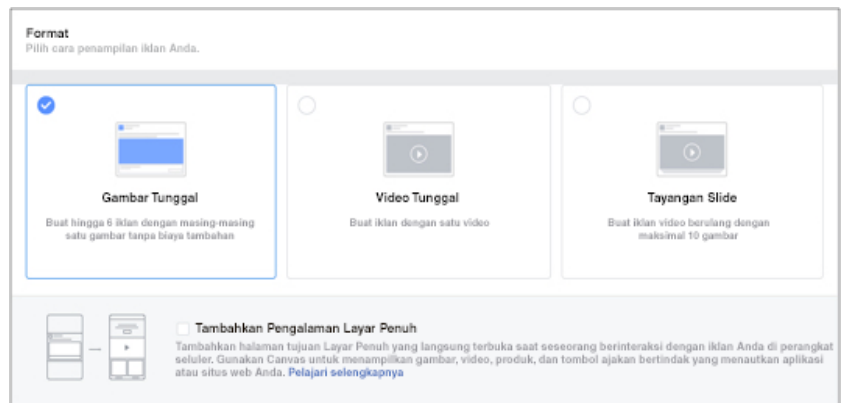 Format
Pilih cara penampilan iklan Anda.
Gambar Tunggal
Buat hingga 6 iklan dengan masing-masing
satu gambar tanpa biaya tambahan
Video Tunggal
Buat iklan dengan satu video
Tayangan Slide
Buat iklan video berulang dengan
maksimal 10 gambar
Tambahkan Pengalaman Layar Penuh
Tambahkan halaman tujuan Layar Penuh yang langsung terbuka saat seseorang berinteraksi dengan iklan Anda di perangkat
seluler. Gunakan Canvas untuk menampilkan gambar, video, produk, dan tombol ajakan bertindak yang menautkan aplikasi
atau situs web Anda. Pelajari selengkapnya